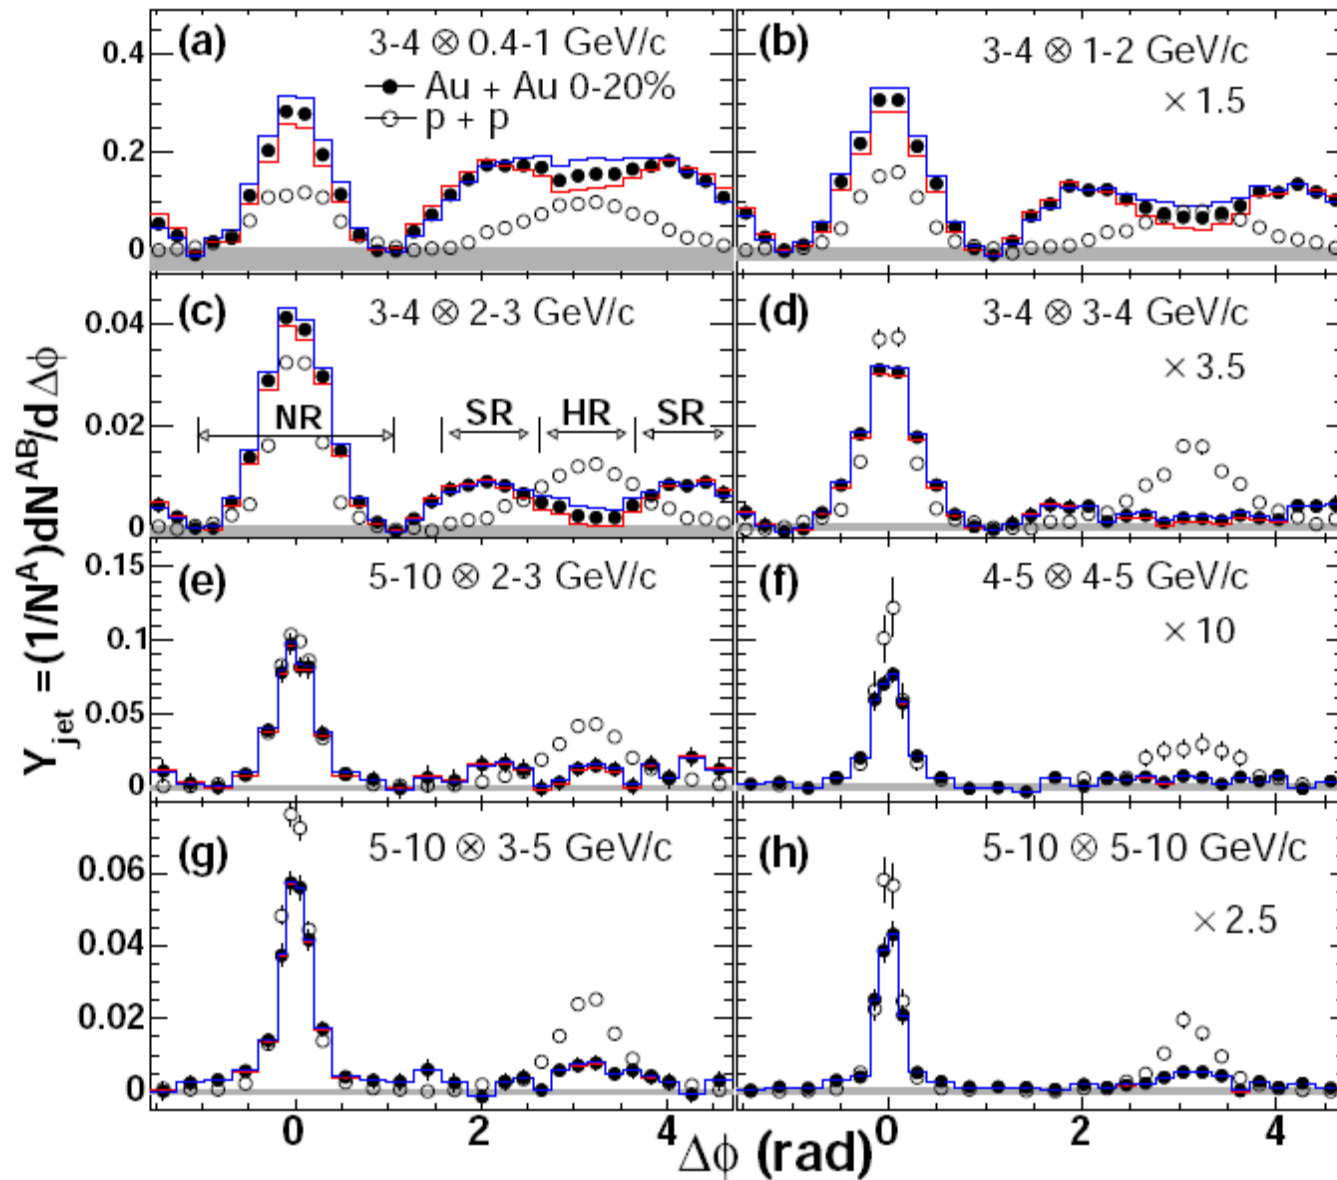 (a) 3-4 ⊗ 0.4-1 GeV/c
Au + Au 0-20%
p + p
0.4
0.2
0
(b) 3-4 ⊗ 1-2 GeV/c
× 1.5
(c) 3-4 ⊗ 2-3 GeV/c
NR SR HR SR
0.04
0.02
0
(d) 3-4 ⊗ 3-4 GeV/c
× 3.5
(e) 5-10 ⊗ 2-3 GeV/c
0.15
0.1
0.05
0
(f) 4-5 ⊗ 4-5 GeV/c
× 10
(g) 5-10 ⊗ 3-5 GeV/c
0.06
0.04
0.02
0
(h) 5-10 ⊗ 5-10 GeV/c
× 2.5
0 2 4 0 2 4
Δϕ (rad)
Y_jet = (1/N^A)dN^AB/dΔϕ